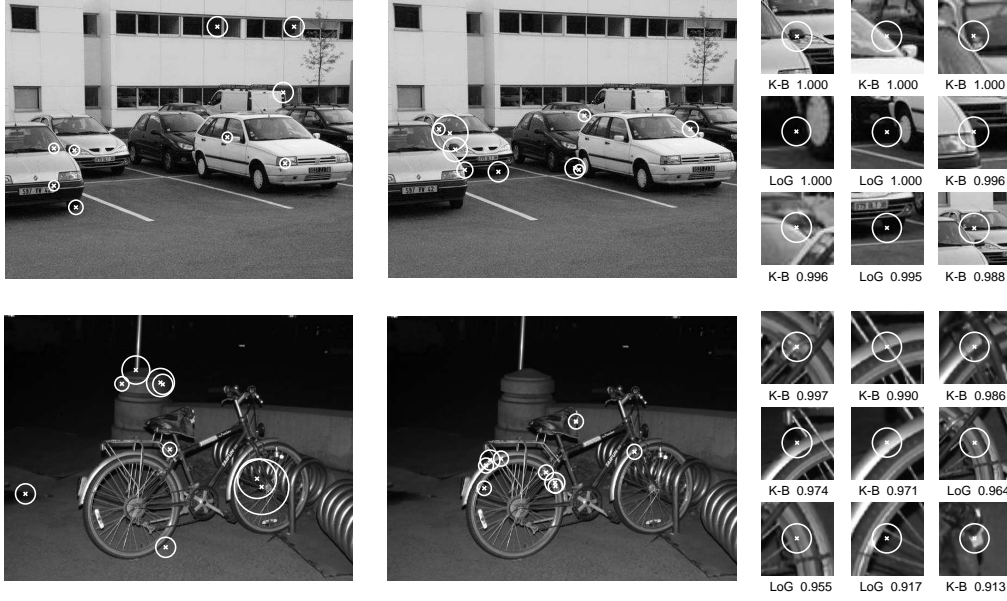 K-B 1.000
K-B 1.000
K-B 1.000
LoG 1.000
LoG 1.000
K-B 0.996
K-B 0.996
LoG 0.995
K-B 0.988
K-B 0.997
K-B 0.990
K-B 0.986
K-B 0.974
K-B 0.971
LoG 0.964
LoG 0.955
LoG 0.917
K-B 0.913